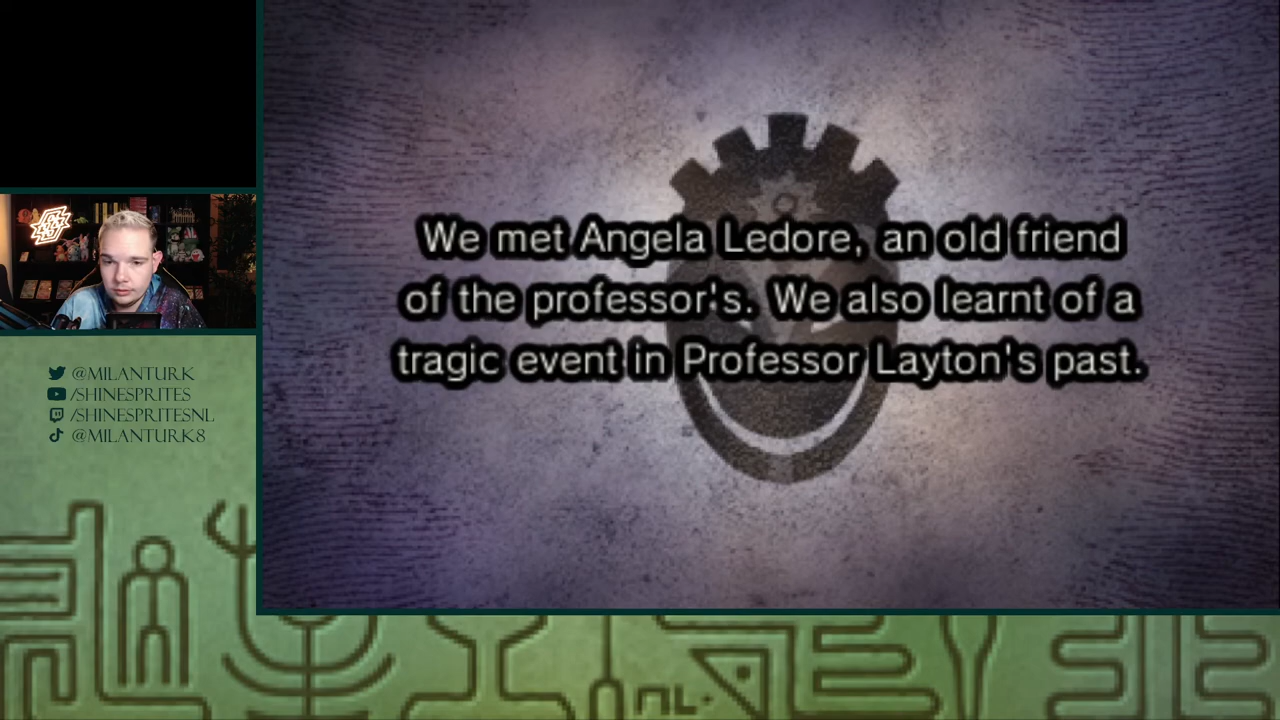 We met Angela Ledore, an old friend
of the professor's. We also learnt of a
tragic event in Professor Layton's past.
@MILANTURK
/SHINESPRITES
/SHINESPRITESNL
@MILANTURK8